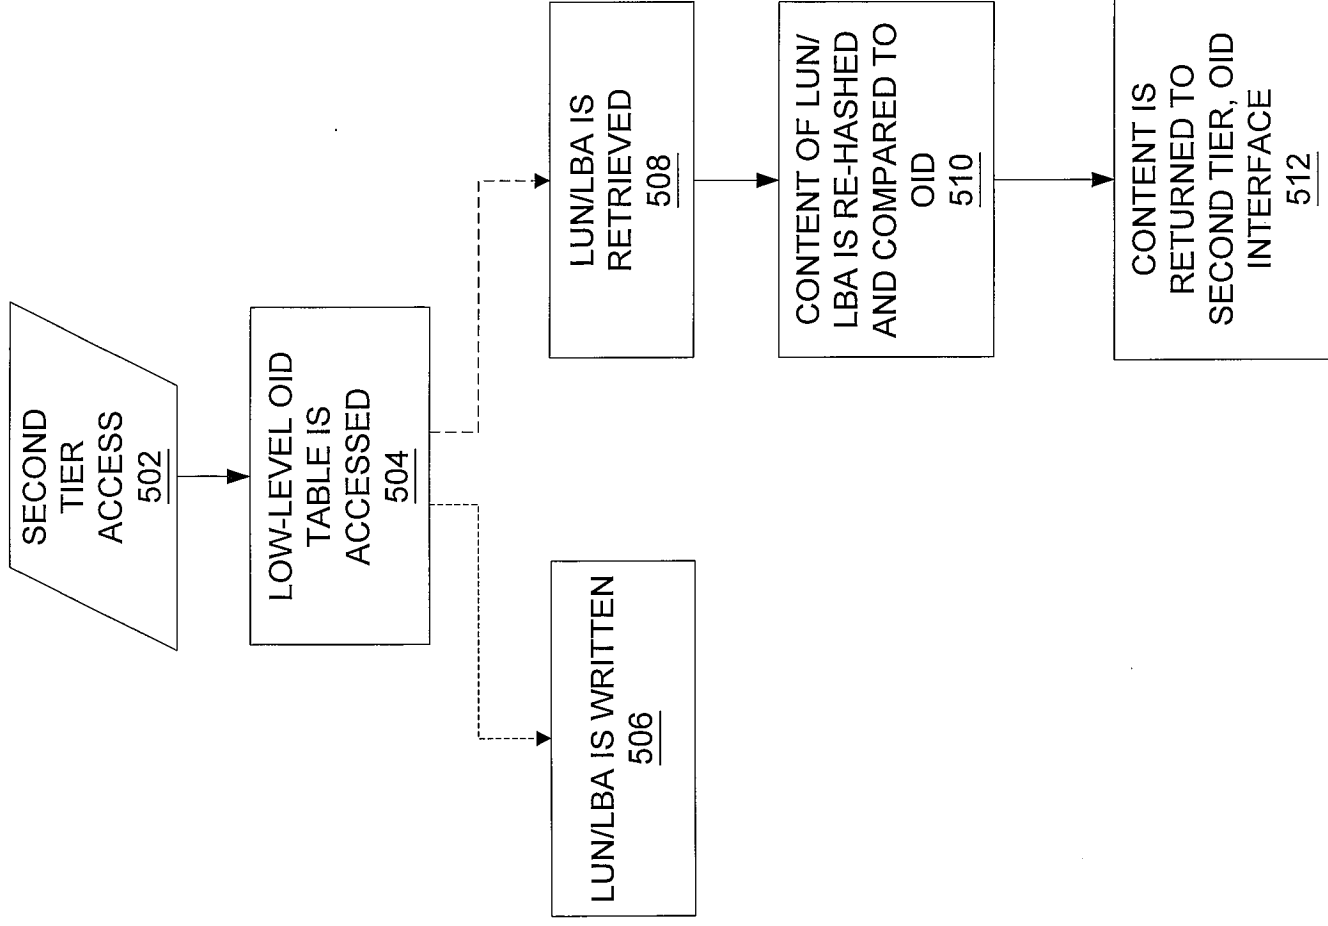 SECOND
TIER
ACCESS
502
LOW-LEVEL OID
TABLE IS
ACCESSED
504
LUN/LBA IS WRITTEN
506
LUN/LBA IS
RETRIEVED
508
CONTENT OF LUN/
LBA IS RE-HASHED
AND COMPARED TO
OID
510
CONTENT IS
RETURNED TO
SECOND TIER, OID
INTERFACE
512